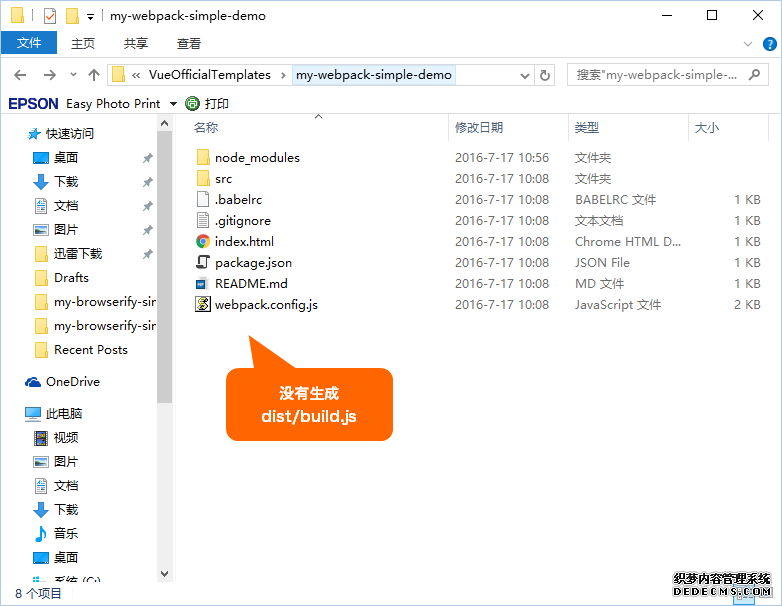 my-webpack-simple-demo
文件 主页 共享 查看
« VueOfficialTemplates › my-webpack-simple-demo 搜索"my-webpack-simple-...
EPSON Easy Photo Print 打印
名称 修改日期 类型 大小
快速访问
桌面
下载
文档
图片
迅雷下载
Drafts
my-browserify-sir
my-browserify-sir
Recent Posts
OneDrive
此电脑
视频
图片
文档
下载
音乐
桌面
系统 (C:)
node_modules 2016-7-17 10:56 文件夹
src 2016-7-17 10:08 文件夹
.babelrc 2016-7-17 10:08 BABELRC 文件 1 KB
.gitignore 2016-7-17 10:08 文本文档 1 KB
index.html 2016-7-17 10:08 Chrome HTML D... 1 KB
package.json 2016-7-17 10:08 JSON File 1 KB
README.md 2016-7-17 10:08 MD 文件 1 KB
webpack.config.js 2016-7-17 10:08 JavaScript 文件 2 KB
没有生成
dist/build.js
8 个项目
织梦内容管理系统
DEDECMS.COM